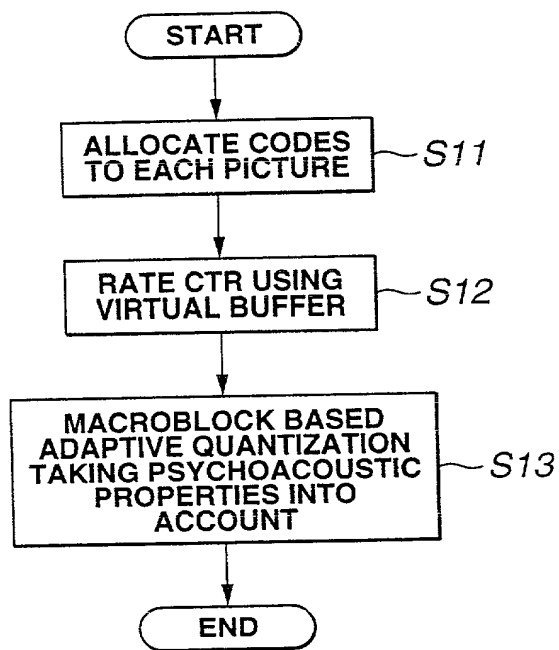 START
ALLOCATE CODES
TO EACH PICTURE
S11
RATE CTR USING
VIRTUAL BUFFER
S12
MACROBLOCK BASED
ADAPTIVE QUANTIZATION
TAKING PSYCHOACOUSTIC
PROPERTIES INTO
ACCOUNT
S13
END